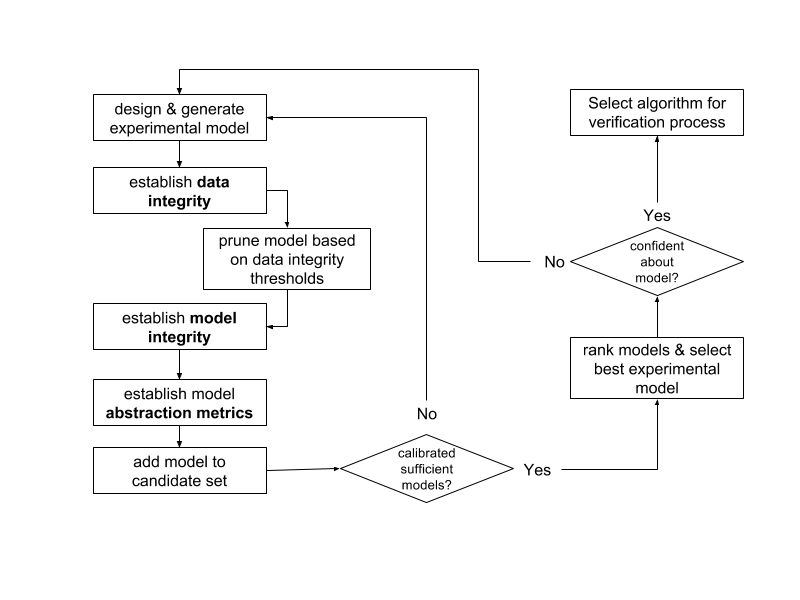 design & generate
experimental model
establish data
integrity
prune model based
on data integrity
thresholds
establish model
integrity
establish model
abstraction metrics
add model to
candidate set
calibrated
sufficient
models?
No
Yes
rank models & select
best experimental
model
confident
about
model?
No
Yes
Select algorithm for
verification process